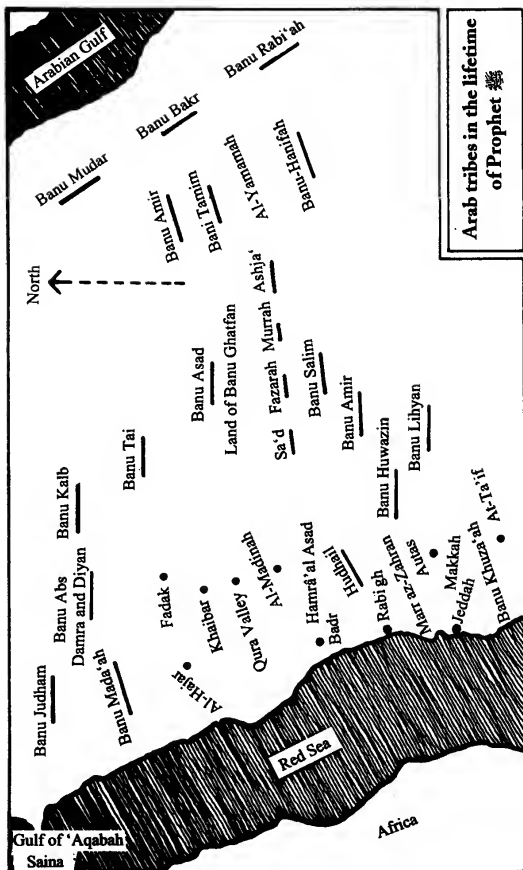 Arab tribes in the lifetime
of Prophet ﷺ
Arabian Gulf
Banu Rabi'ah
Banu Bakr
Banu Mudar
Banu Amir
Bani Tamim
Al-Yamamah
Banu-Hanifah
North
Banu Asad
Land of Banu Ghatfan
Sa'd
Fazarah
Murrah
Ashja'
Banu Salim
Banu Amir
Banu Tai
Banu Kalb
Banu Huwazin
Banu Lihyan
Banu Abs
Damra and Diyan
Banu Judham
Banu Mada'ah
Al-Hajar
Fadak
Khaibar
Qura Valley
Al-Madinah
Hamrâ'al Asad
Badr
Hudhail
Rabigh
Marr az-Zahran
Autas
Makkah
Jeddah
At-Ta'if
Banu Khuza'ah
Red Sea
Africa
Gulf of 'Aqabah
Saina